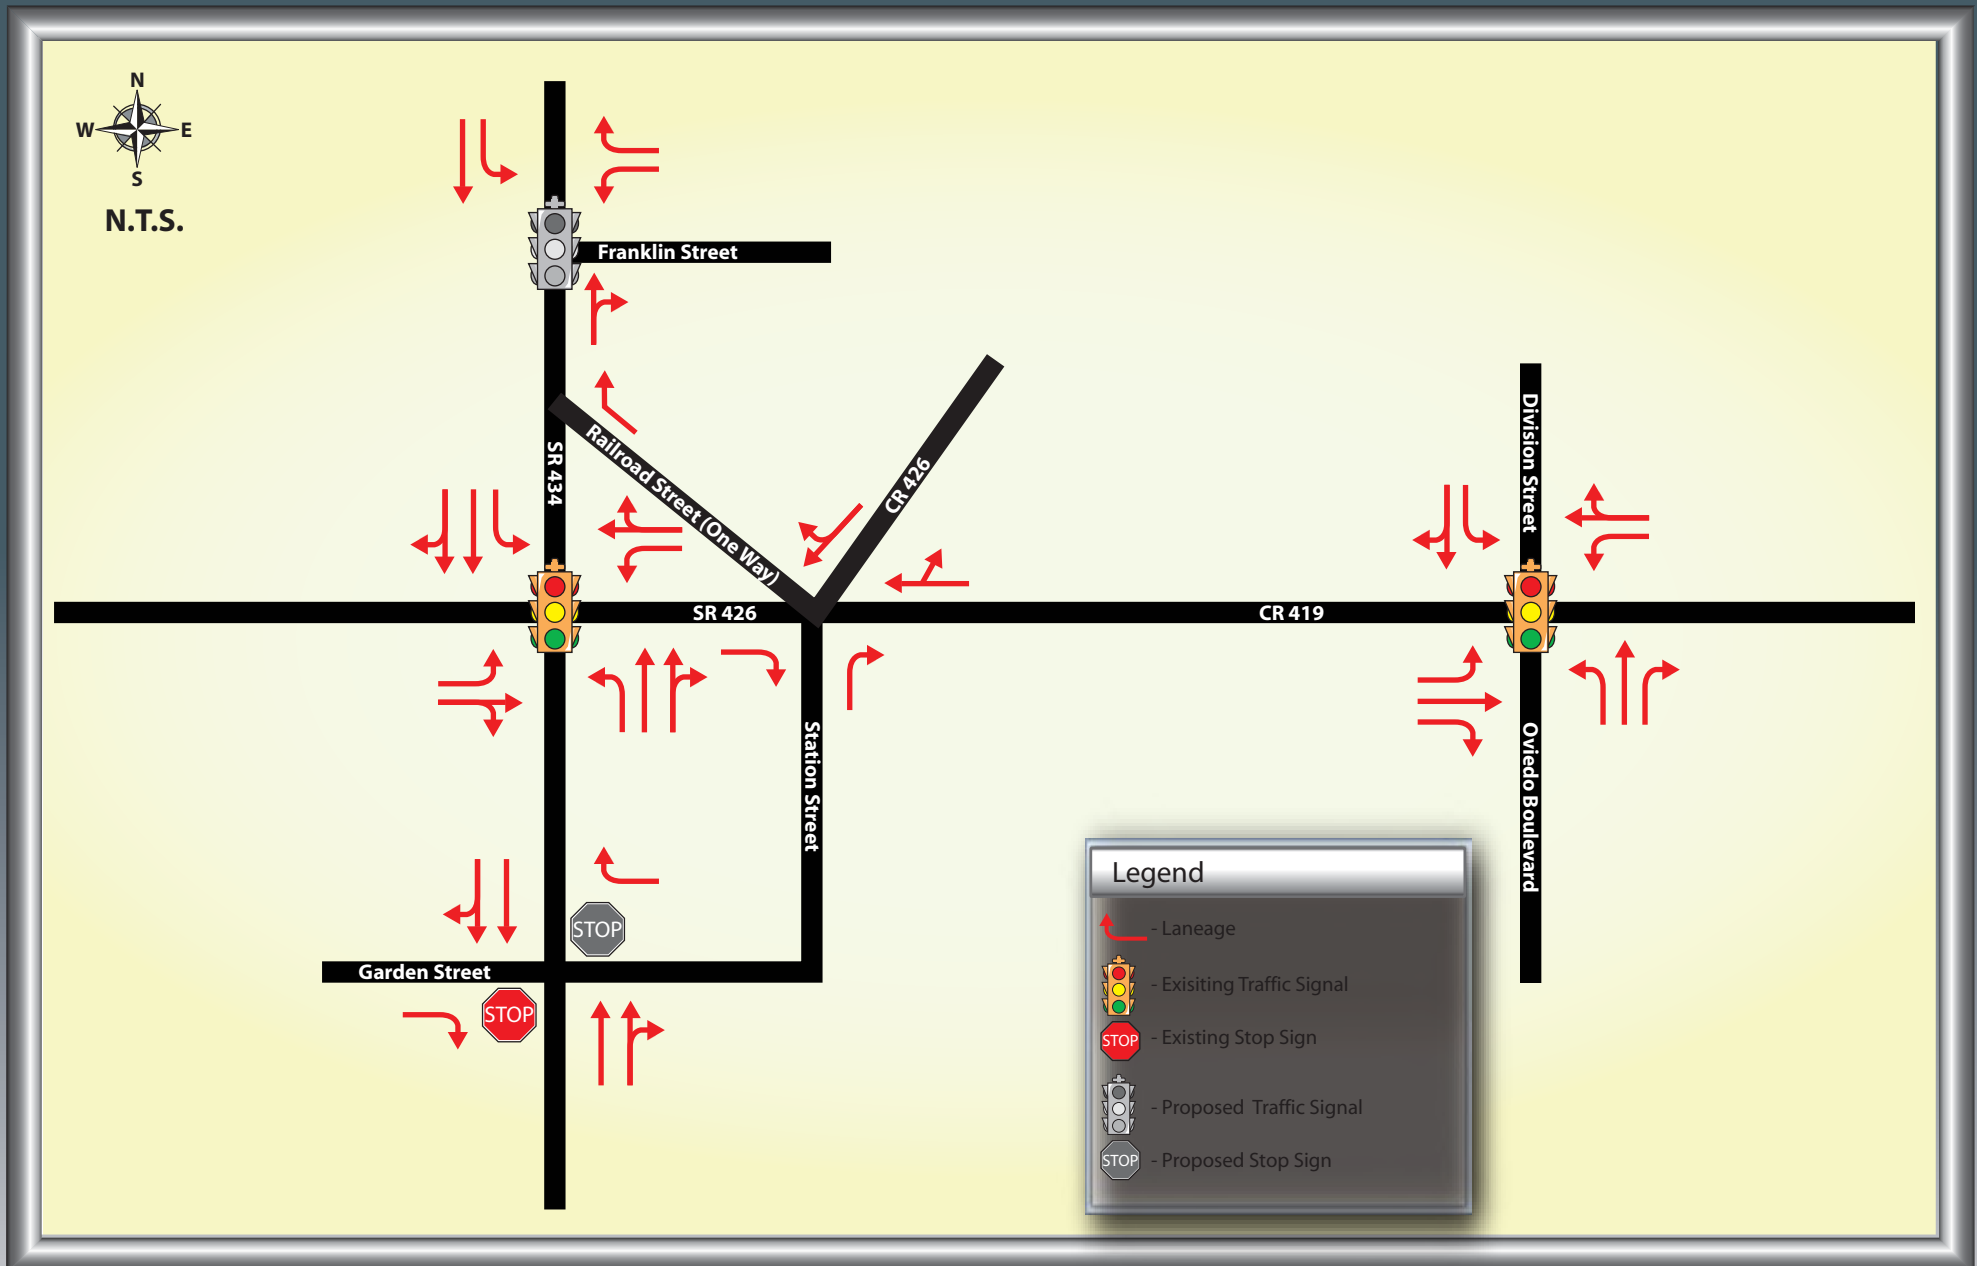 N
W E
S
N.T.S.
Franklin Street
SR 434
Railroad Street (One Way)
CR 426
Division Street
SR 426
CR 419
Station Street
Oviedo Boulevard
STOP
Garden Street
STOP
Legend
- Laneage
- Exisiting Traffic Signal
STOP - Existing Stop Sign
- Proposed Traffic Signal
STOP - Proposed Stop Sign